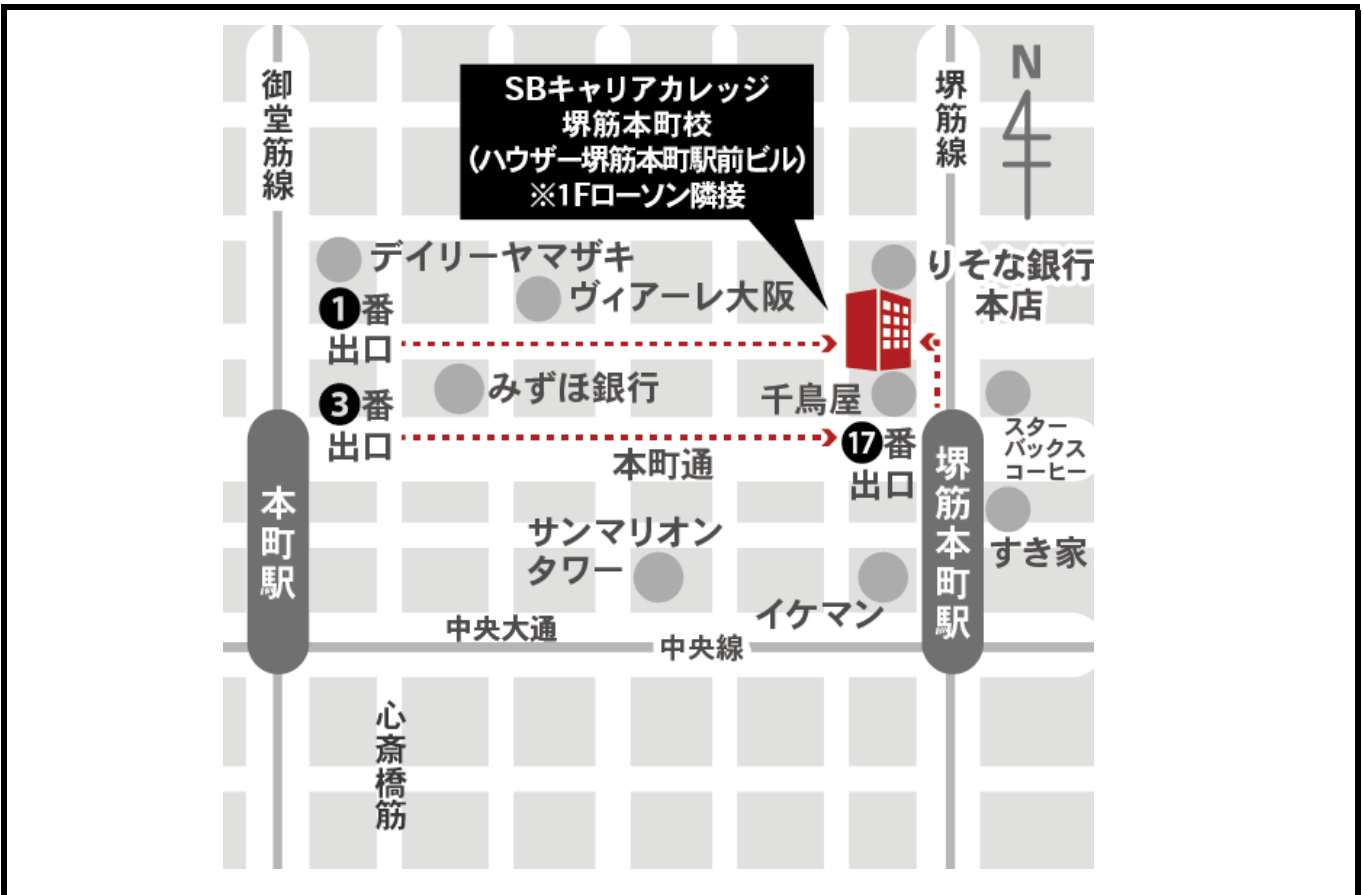 御堂筋線
SBキャリアカレッジ
堺筋本町校
（ハウザー堺筋本町駅前ビル）
※1Fローソン隣接
堺筋線
N
デイリーヤマザキ
ヴィアーレ大阪
りそな銀行
本店
1番
出口
みずほ銀行
千鳥屋
3番
出口
本町通
17番
出口
スター
バックス
コーヒー
本町駅
サンマリオン
タワー
堺筋本町駅
すき家
イケマン
中央大通
中央線
心斎橋筋